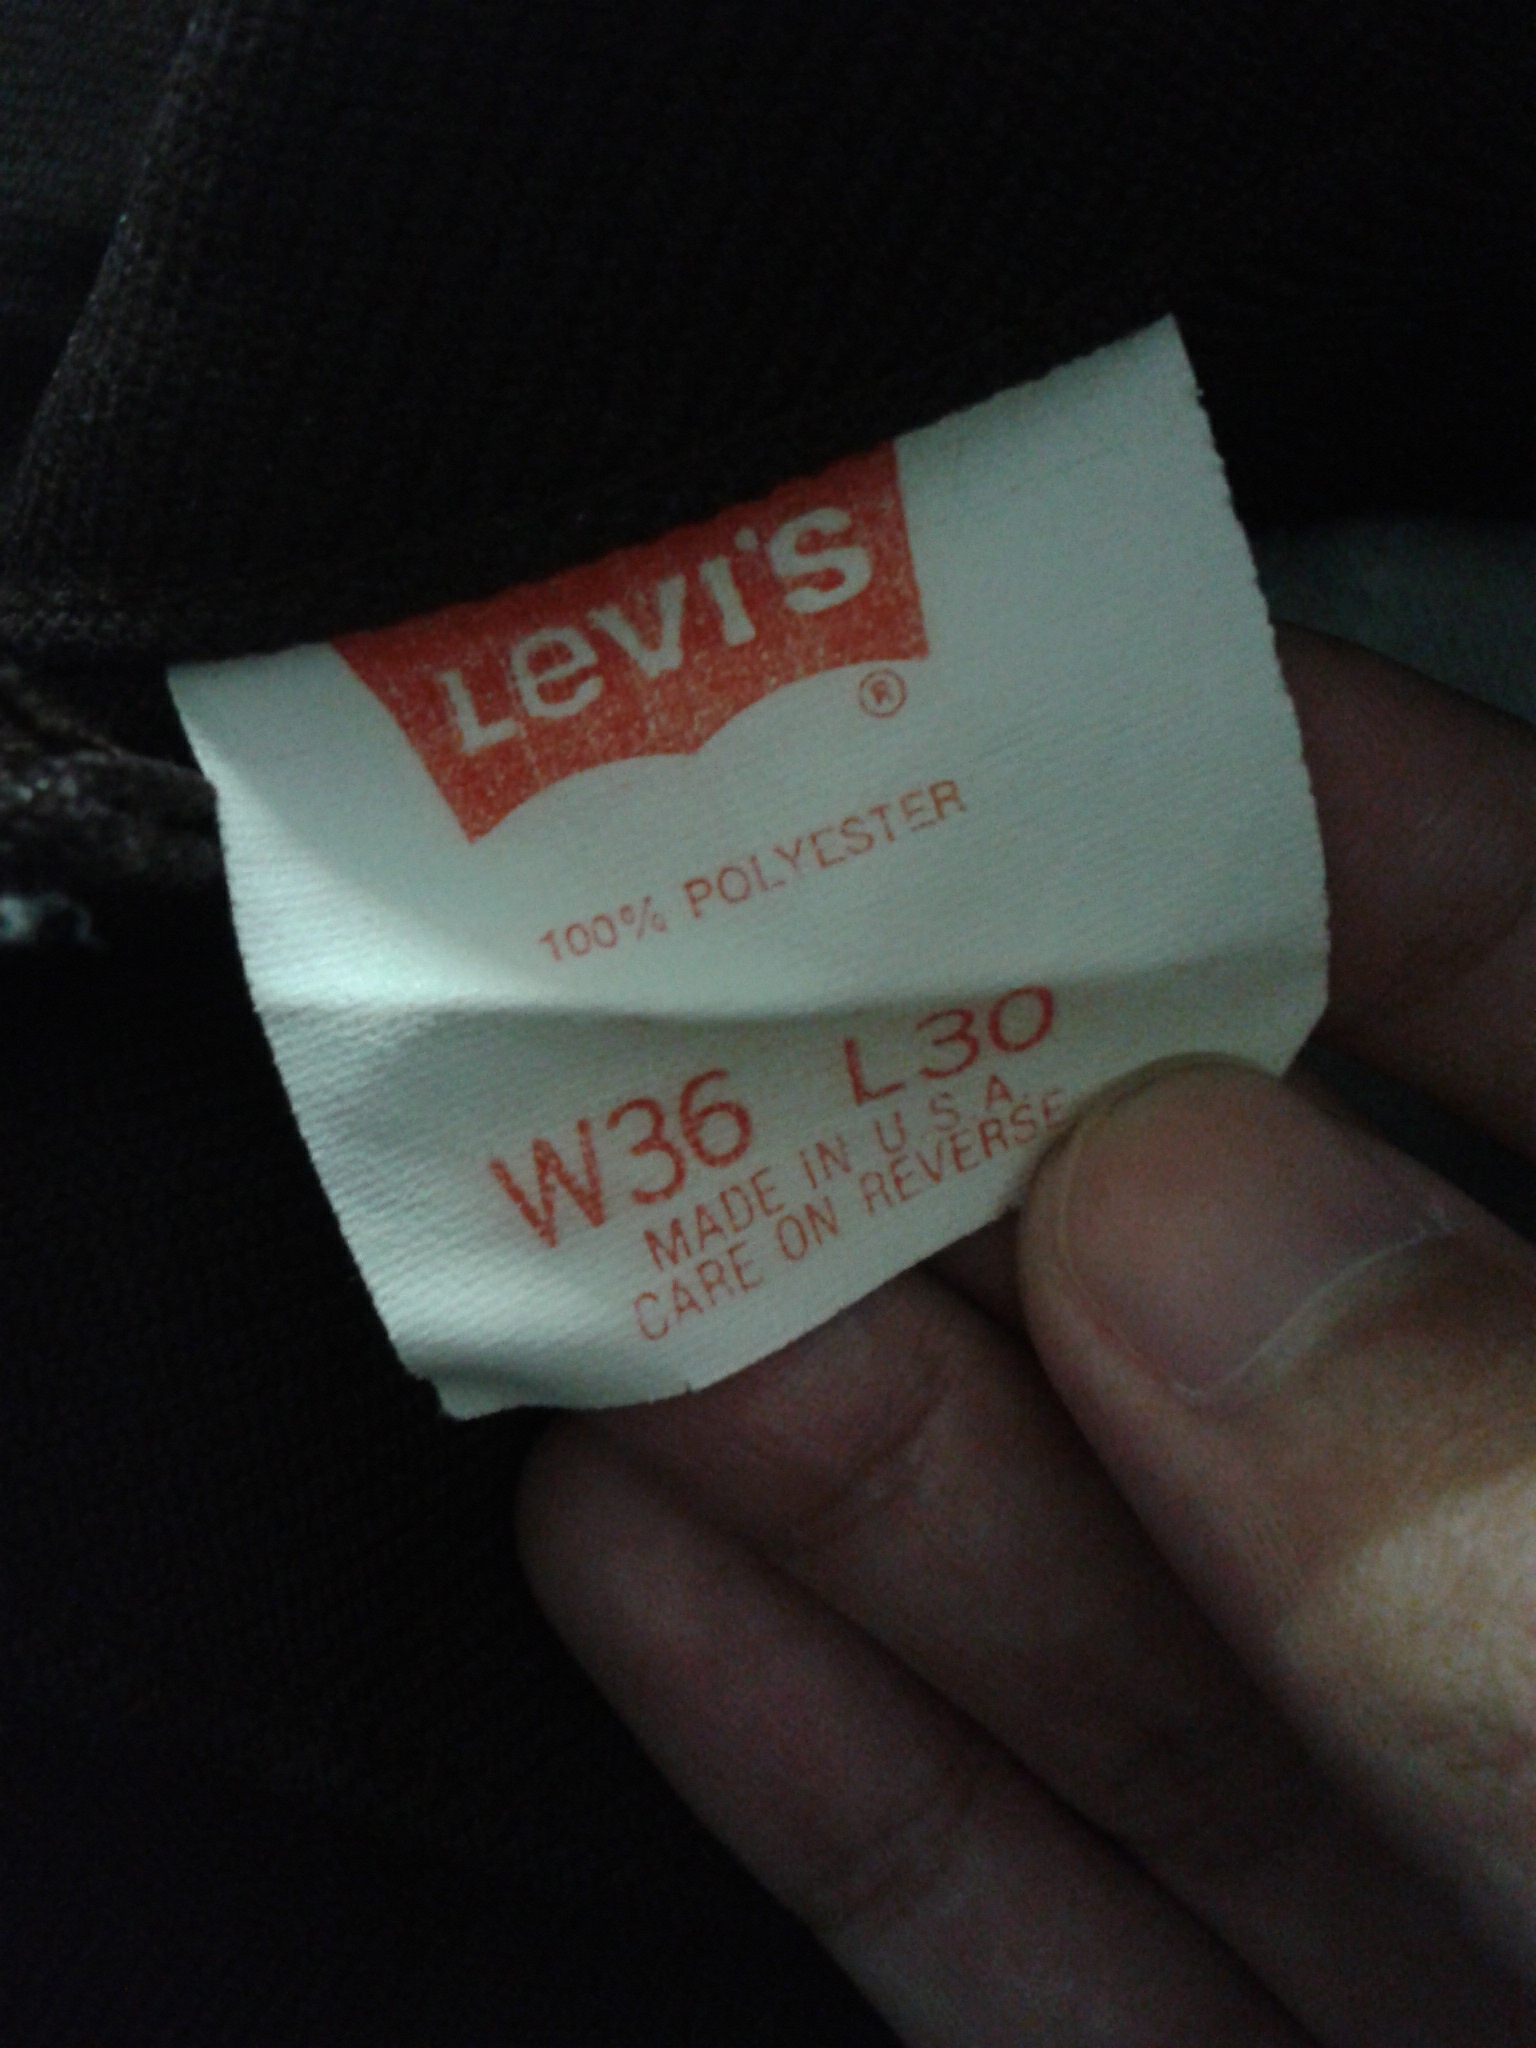 Levi's
®
100% POLYESTER
W36 L30
MADE IN U.S.A.
CARE ON REVERSE